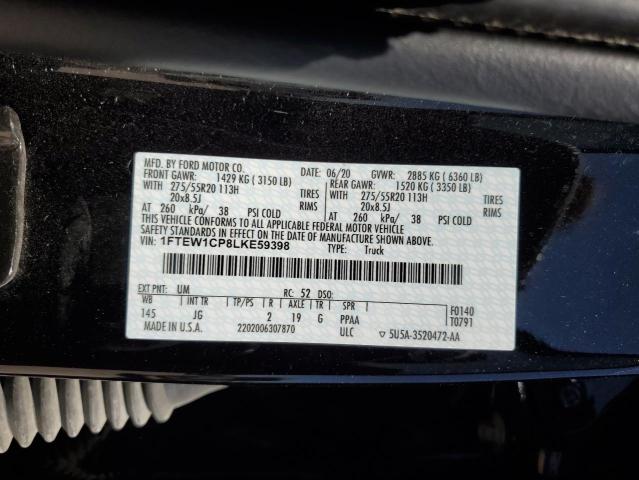 MFD. BY FORD MOTOR CO. DATE: 06/20 GVWR: 2885 KG ( 6360 LB)
FRONT GAWR: 1429 KG ( 3150 LB) REAR GAWR: 1520 KG ( 3350 LB)
WITH 275/55R20 113H TIRES WITH 275/55R20 113H TIRES
20x8.5J RIMS 20x8.5J RIMS
AT 260 kPa/ 38 PSI COLD AT 260 kPa/ 38 PSI COLD
THIS VEHICLE CONFORMS TO ALL APPLICABLE FEDERAL MOTOR VEHICLE
SAFETY STANDARDS IN EFFECT ON THE DATE OF MANUFACTURE SHOWN ABOVE.
VIN: 1FTEW1CP8LKE59398 TYPE: Truck
EXT PNT: UM RC: 52 DSO:
WB INT TR TP/PS R A TR SPR F0140
145 JG 2 19 G PPAA T0791
MADE IN U.S.A. 2202006307870 ULC ▽ 5U5A-3520472-AA